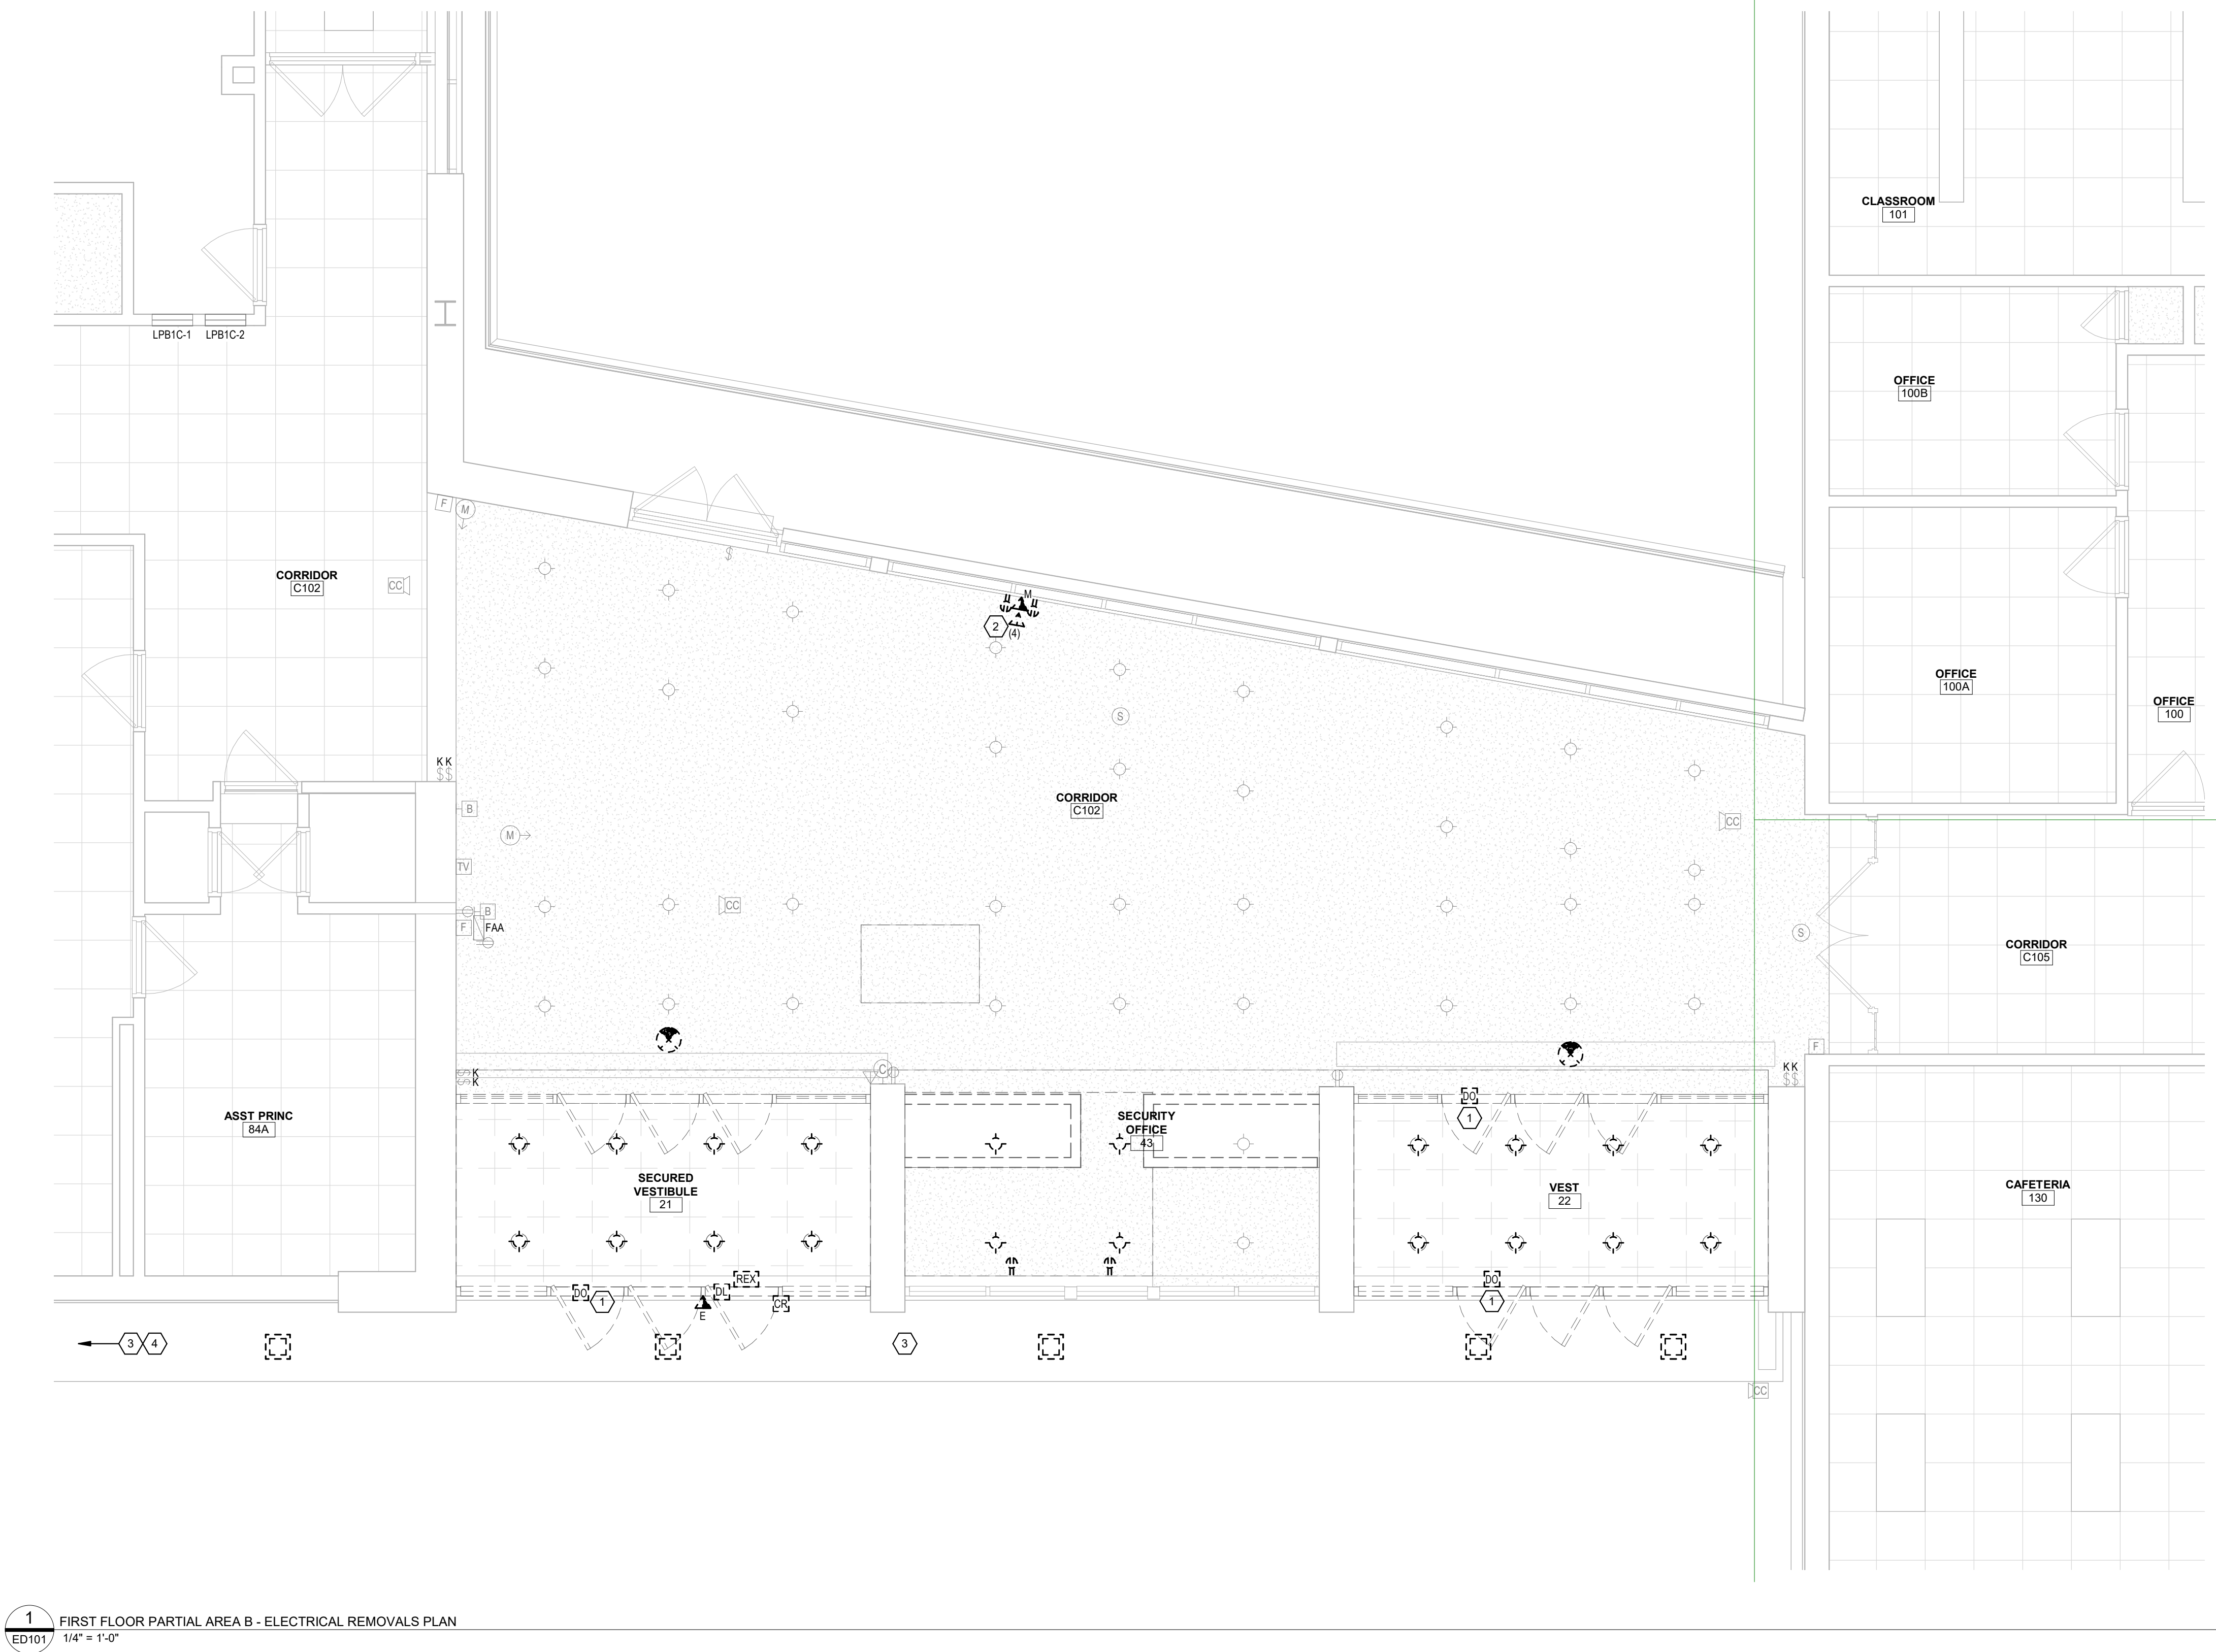 CLASSROOM
101
LPB1C-1 LPB1C-2
OFFICE
100B
F M
CORRIDOR
C102
CC
$
M
2
(4)
OFFICE
100A
OFFICE
100
S
K K
$ $
CORRIDOR
C102
B
M
CC
TV
CC
B
F
FAA
S
CORRIDOR
C105
F
C
$ K
$ K
K K
$ $
DO
1
ASST PRINC
84A
SECURITY
OFFICE
43
SECURED
VESTIBULE
21
VEST
22
CAFETERIA
130
REX
DO
1
DL
CR
E
DO
1
3 4
3
CC
1
ED101
FIRST FLOOR PARTIAL AREA B - ELECTRICAL REMOVALS PLAN
1/4" = 1'-0"